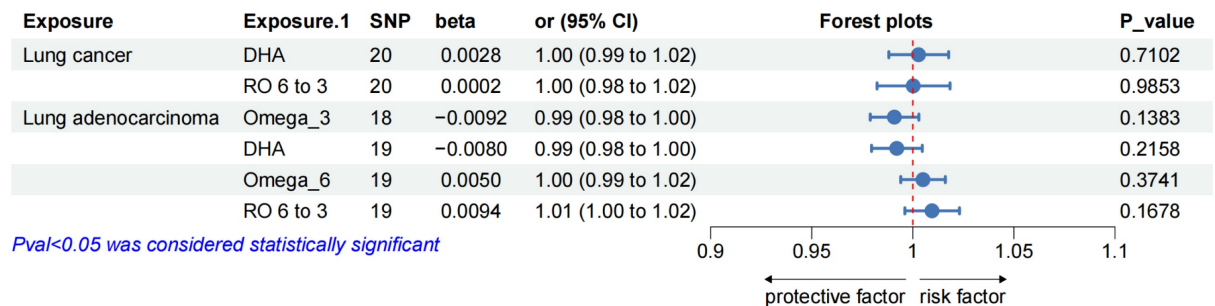 Exposure Exposure.1 SNP beta or (95% CI) Forest plots P_value
Lung cancer DHA 20 0.0028 1.00 (0.99 to 1.02) 0.7102
RO 6 to 3 20 0.0002 1.00 (0.98 to 1.02) 0.9853
Lung adenocarcinoma Omega_3 18 −0.0092 0.99 (0.98 to 1.00) 0.1383
DHA 19 −0.0080 0.99 (0.98 to 1.00) 0.2158
Omega_6 19 0.0050 1.00 (0.99 to 1.02) 0.3741
RO 6 to 3 19 0.0094 1.01 (1.00 to 1.02) 0.1678
Pval<0.05 was considered statistically significant
0.9 0.95 1 1.05 1.1
protective factor risk factor